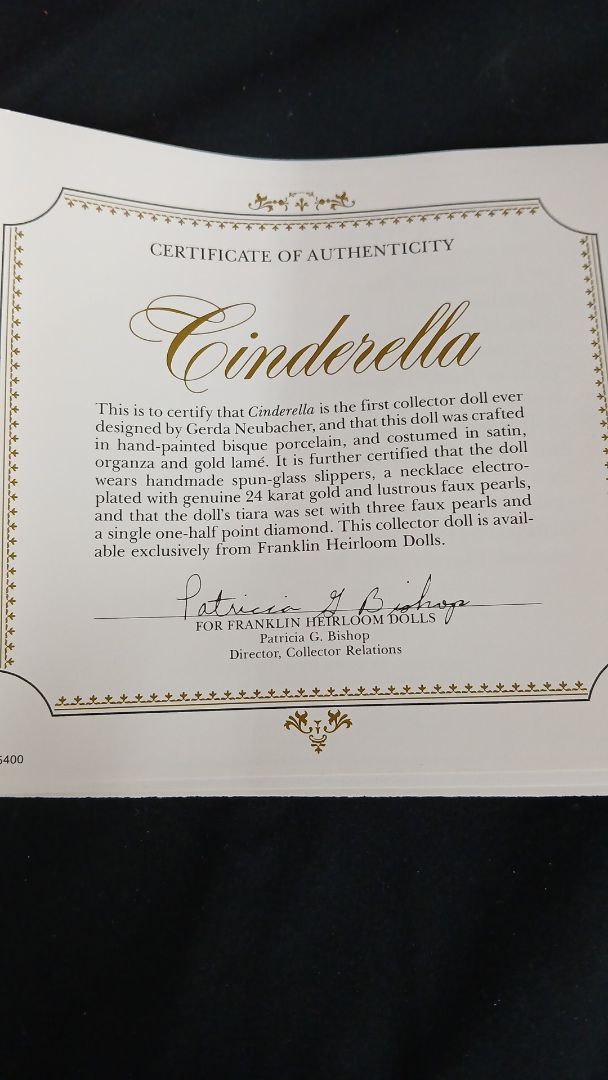 CERTIFICATE OF AUTHENTICITY
Cinderella
This is to certify that Cinderella is the first collector doll ever
designed by Gerda Neubacher, and that this doll was crafted
in hand-painted bisque porcelain, and costumed in satin,
organza and gold lamé. It is further certified that the doll
wears handmade spun-glass slippers, a necklace electro-
plated with genuine 24 karat gold and lustrous faux pearls,
and that the doll's tiara was set with three faux pearls and
a single one-half point diamond. This collector doll is avail-
able exclusively from Franklin Heirloom Dolls.
Patricia G Bishop
FOR FRANKLIN HEIRLOOM DOLLS
Patricia G. Bishop
Director, Collector Relations
5400